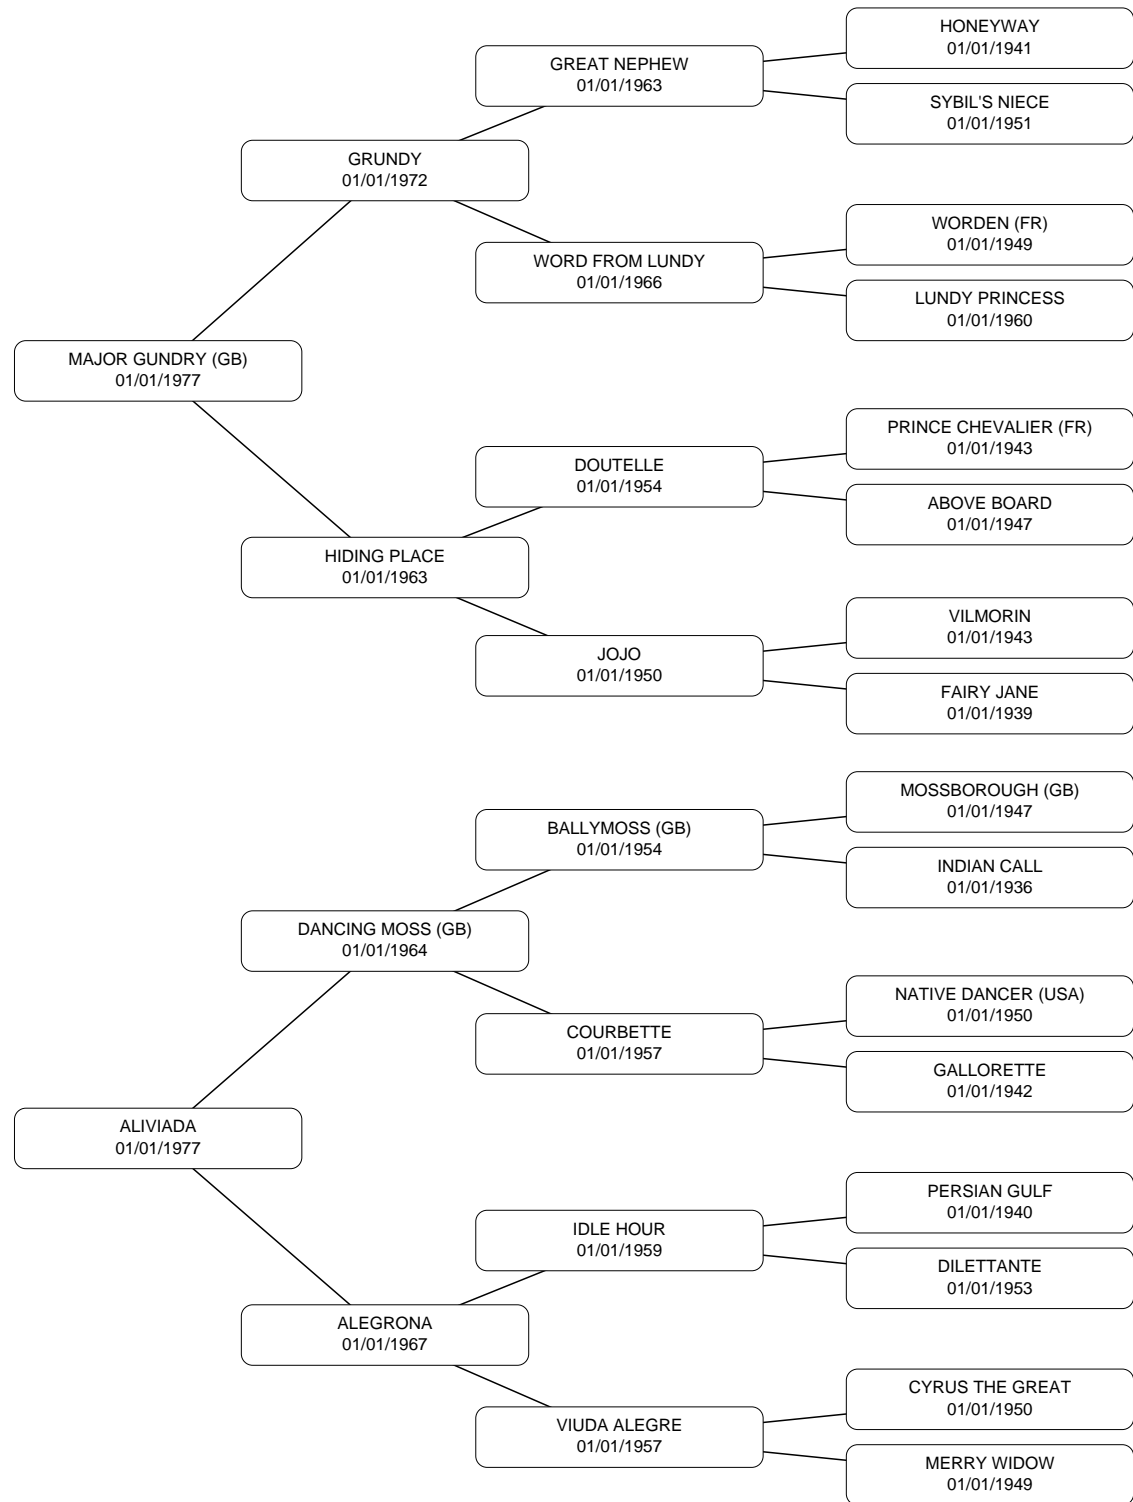 HONEYWAY
01/01/1941
GREAT NEPHEW
01/01/1963
SYBIL'S NIECE
01/01/1951
GRUNDY
01/01/1972
WORDEN (FR)
01/01/1949
WORD FROM LUNDY
01/01/1966
LUNDY PRINCESS
01/01/1960
MAJOR GUNDRY (GB)
01/01/1977
PRINCE CHEVALIER (FR)
01/01/1943
DOUTELLE
01/01/1954
ABOVE BOARD
01/01/1947
HIDING PLACE
01/01/1963
VILMORIN
01/01/1943
JOJO
01/01/1950
FAIRY JANE
01/01/1939
MOSSBOROUGH (GB)
01/01/1947
BALLYMOSS (GB)
01/01/1954
INDIAN CALL
01/01/1936
DANCING MOSS (GB)
01/01/1964
NATIVE DANCER (USA)
01/01/1950
COURBETTE
01/01/1957
GALLORETTE
01/01/1942
ALIVIADA
01/01/1977
PERSIAN GULF
01/01/1940
IDLE HOUR
01/01/1959
DILETTANTE
01/01/1953
ALEGRONA
01/01/1967
CYRUS THE GREAT
01/01/1950
VIUDA ALEGRE
01/01/1957
MERRY WIDOW
01/01/1949